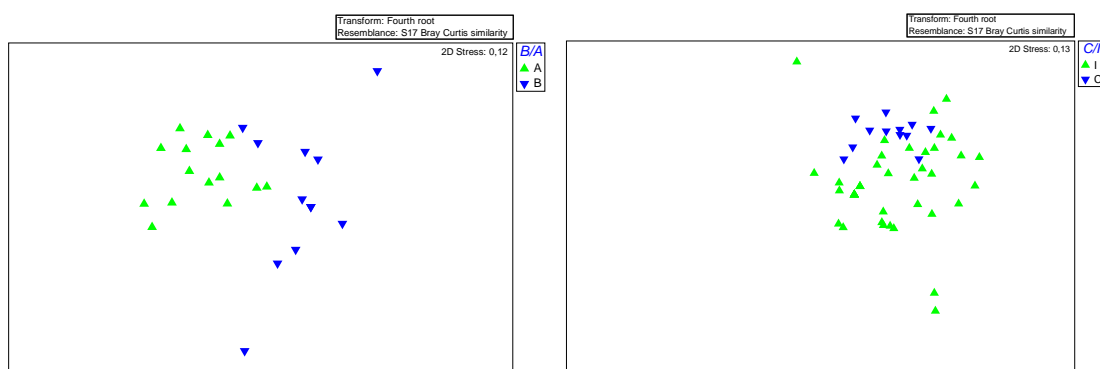 Transform: Fourth root
Resemblance: S17 Bray Curtis similarity
2D Stress: 0,12
B/A
A
B
Transform: Fourth root
Resemblance: S17 Bray Curtis similarity
2D Stress: 0,13
I